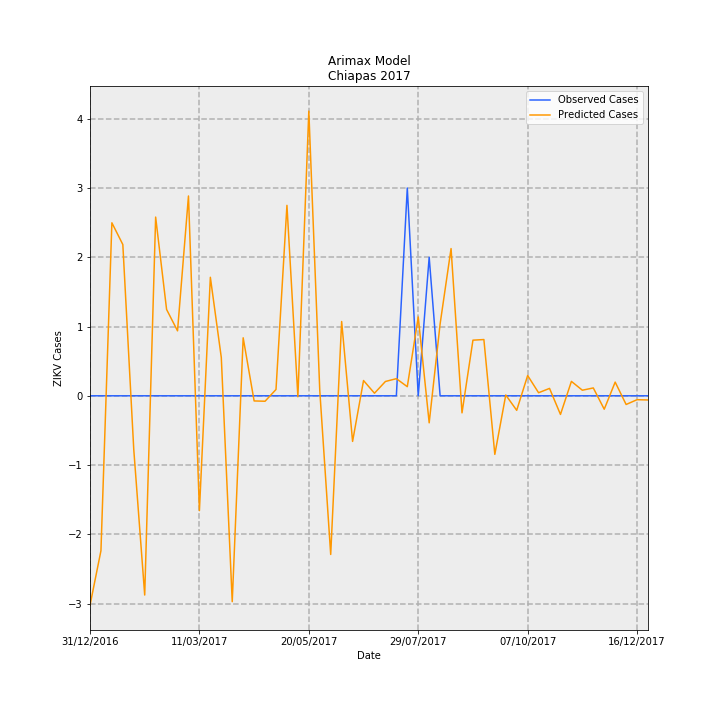 Arimax Model
Chiapas 2017
Observed Cases
Predicted Cases
ZIKV Cases
4
3
2
1
0
−1
−2
−3
31/12/2016 11/03/2017 20/05/2017 29/07/2017 07/10/2017 16/12/2017
Date